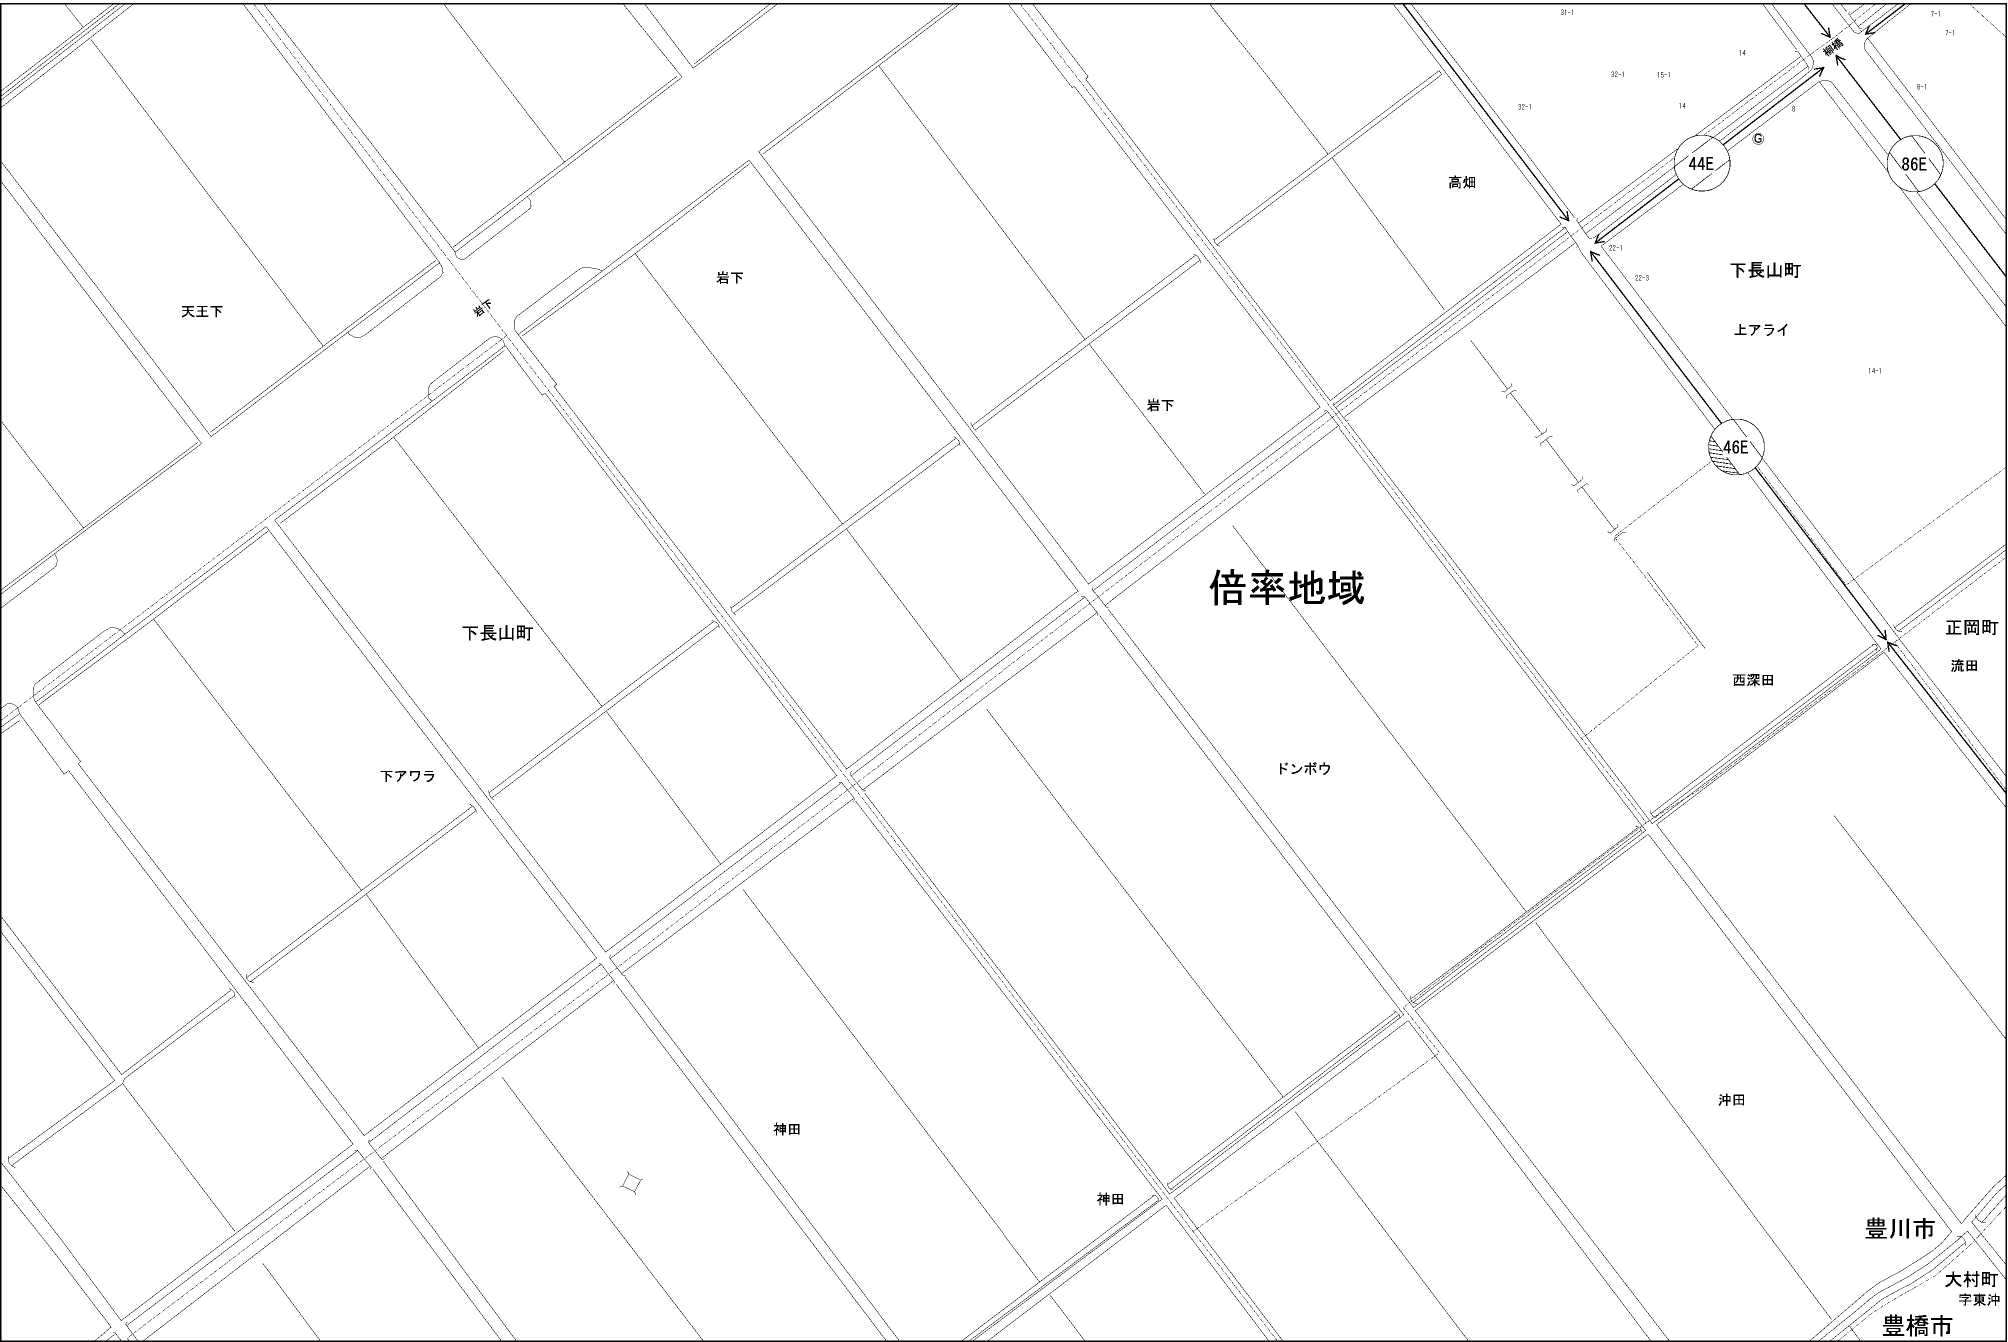 31-1
7-1
7-1
柳橋
14
32-1
15-1
6-1
32-1
14
8
G
44E
86E
高畑
22-1
下長山町
岩下
22-3
天王下
岩下
上アライ
14-1
岩下
46E
倍率地域
下長山町
正岡町
流田
西深田
ドンボウ
下アワラ
沖田
神田
神田
豊川市
大村町
字東沖
豊橋市